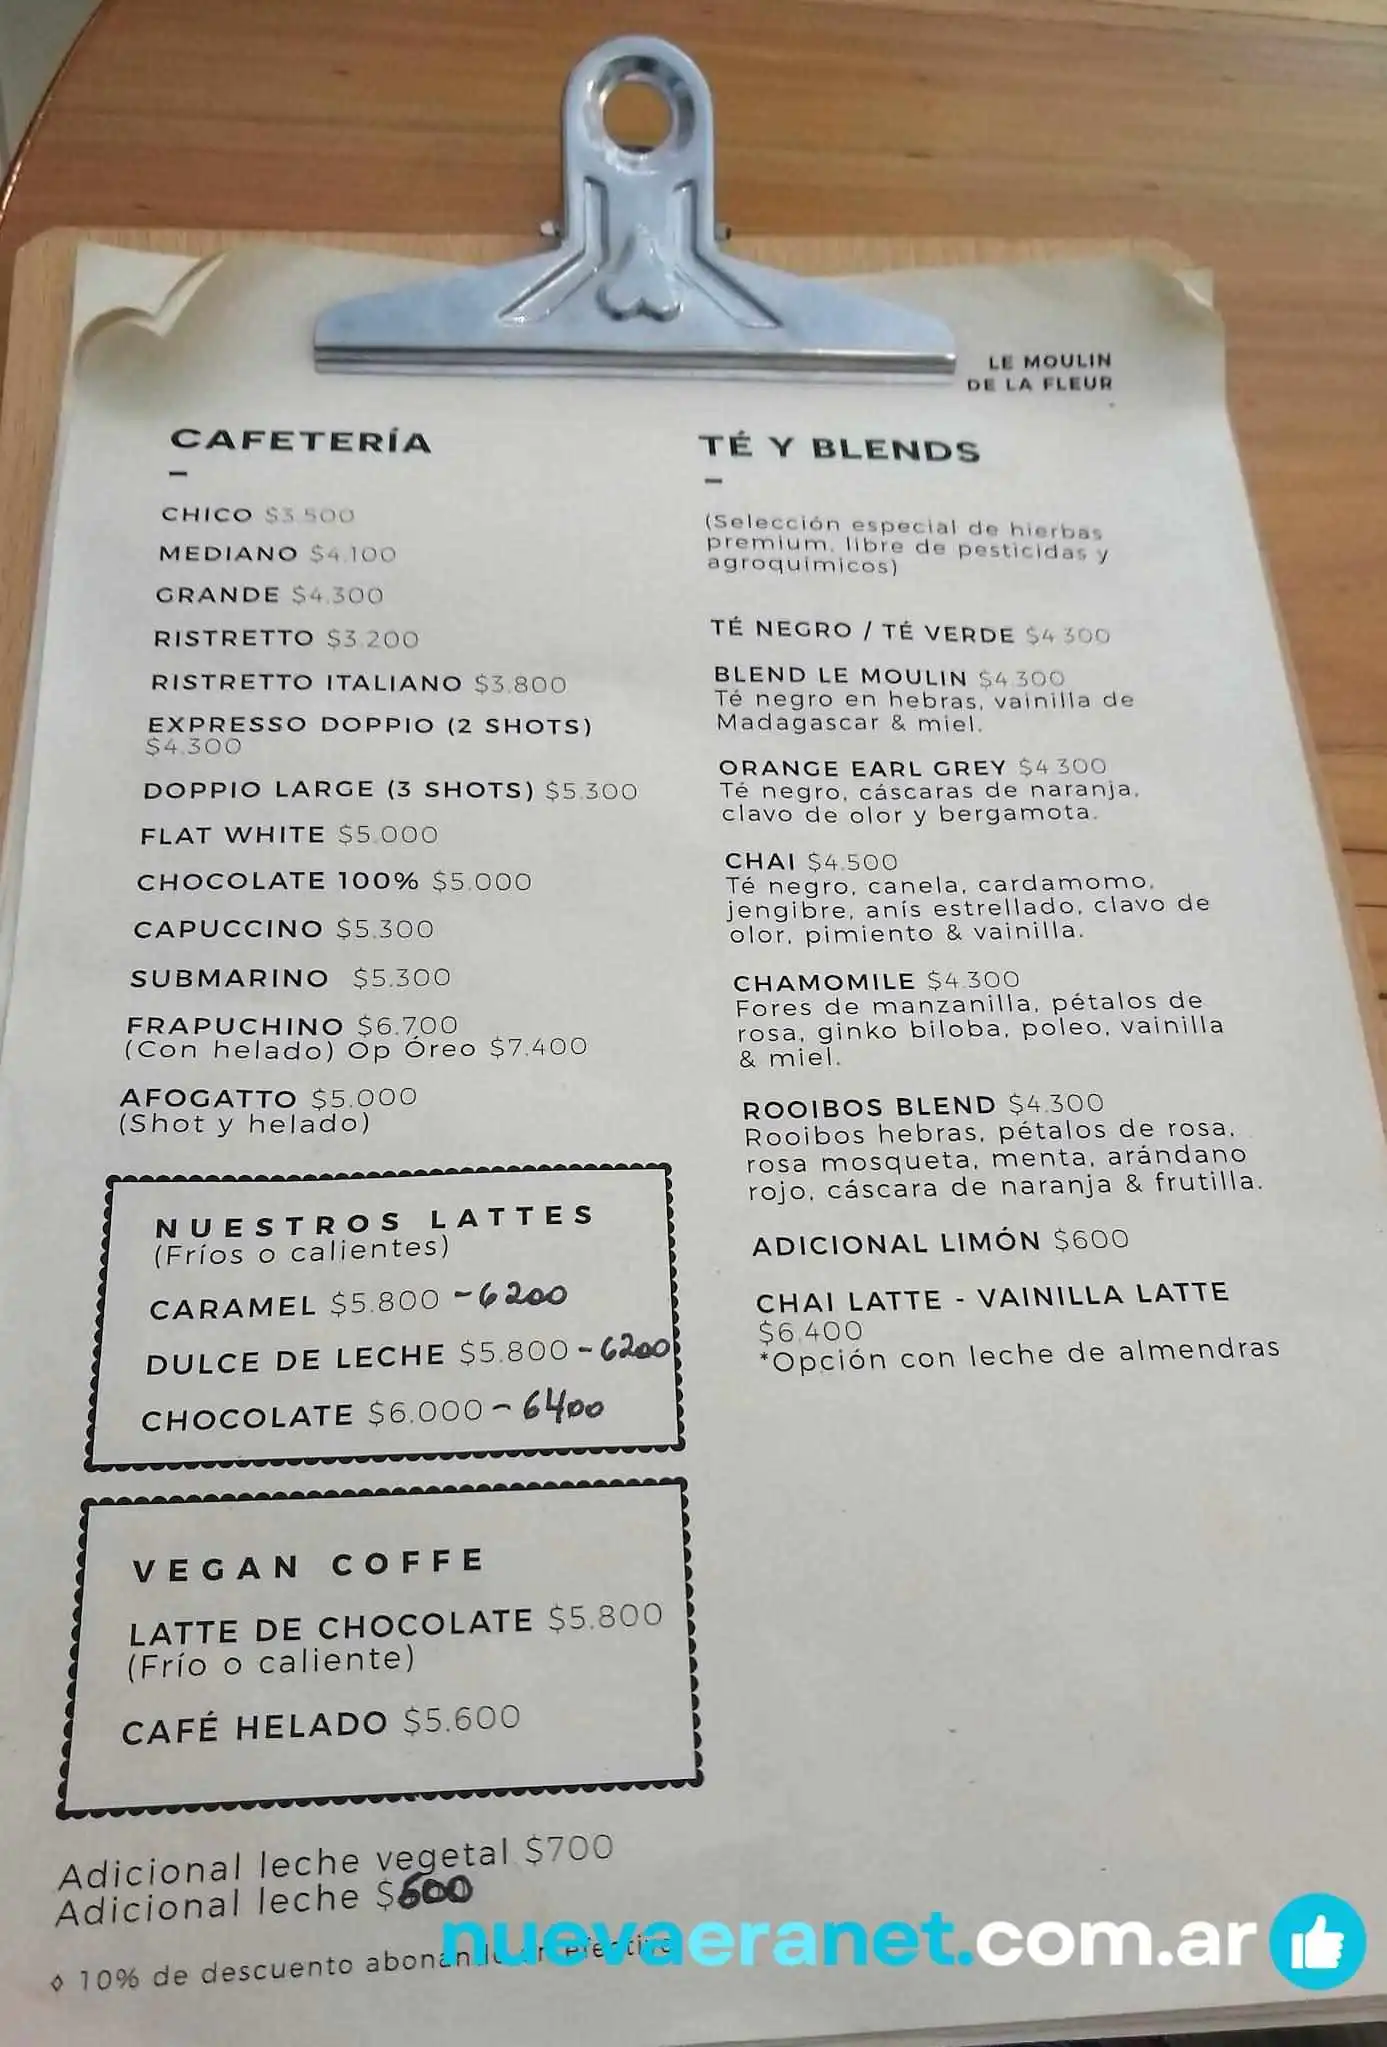 LE MOULIN
DE LA FLEUR
CAFETERÍA
CHICO $3.500
MEDIANO $4.100
GRANDE $4.300
RISTRETTO $3.200
RISTRETTO ITALIANO $3.800
EXPRESSO DOPPIO (2 SHOTS)
$4.300
DOPPIO LARGE (3 SHOTS) $5.300
FLAT WHITE $5.000
CHOCOLATE 100% $5.000
CAPUCCINO $5.300
SUBMARINO $5.300
FRAPUCHINO $6.700
(Con helado) Op Óreo $7.400
AFOGATTO $5.000
(Shot y helado)
NUESTROS LATTES
(Fríos o calientes)
CARAMEL $5.800 - 6200
DULCE DE LECHE $5.800 - 6200
CHOCOLATE $6.000 - 6400
VEGAN COFFE
LATTE DE CHOCOLATE $5.800
(Frío o caliente)
CAFÉ HELADO $5.600
Adicional leche vegetal $700
Adicional leche $600
◊ 10% de descuento abonando en efectivo
TÉ Y BLENDS
(Selección especial de hierbas
premium, libre de pesticidas y
agroquímicos)
TÉ NEGRO / TÉ VERDE $4.300
BLEND LE MOULIN $4.300
Té negro en hebras, vainilla de
Madagascar & miel.
ORANGE EARL GREY $4.300
Té negro, cáscaras de naranja,
clavo de olor y bergamota.
CHAI $4.500
Té negro, canela, cardamomo,
jengibre, anís estrellado, clavo de
olor, pimiento & vainilla.
CHAMOMILE $4.300
Fores de manzanilla, pétalos de
rosa, ginko biloba, poleo, vainilla
& miel.
ROOIBOS BLEND $4.300
Rooibos hebras, pétalos de rosa,
rosa mosqueta, menta, arándano
rojo, cáscara de naranja & frutilla.
ADICIONAL LIMÓN $600
CHAI LATTE - VAINILLA LATTE
$6.400
*Opción con leche de almendras
nuevaeranet.com.ar